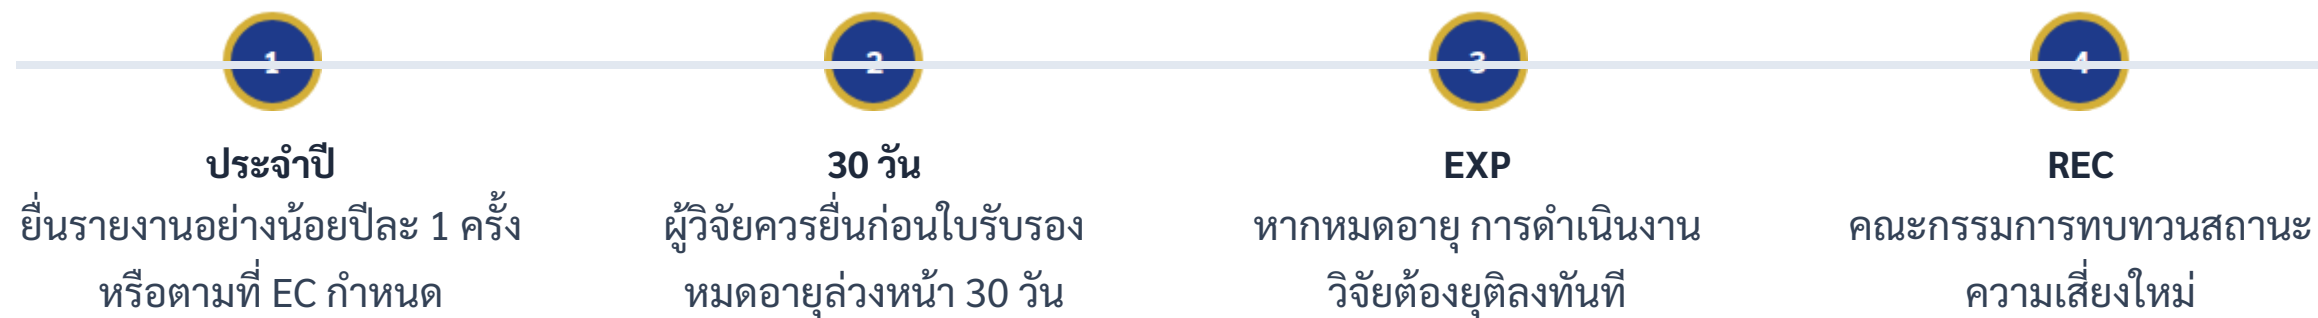 1
ประจำปี
ยื่นรายงานอย่างน้อยปีละ 1 ครั้ง
หรือตามที่ EC กำหนด
2
30 วัน
ผู้วิจัยควรยื่นก่อนใบรับรอง
หมดอายุล่วงหน้า 30 วัน
3
EXP
หากหมดอายุ การดำเนินงาน
วิจัยต้องยุติลงทันที
4
REC
คณะกรรมการทบทวนสถานะ
ความเสี่ยงใหม่